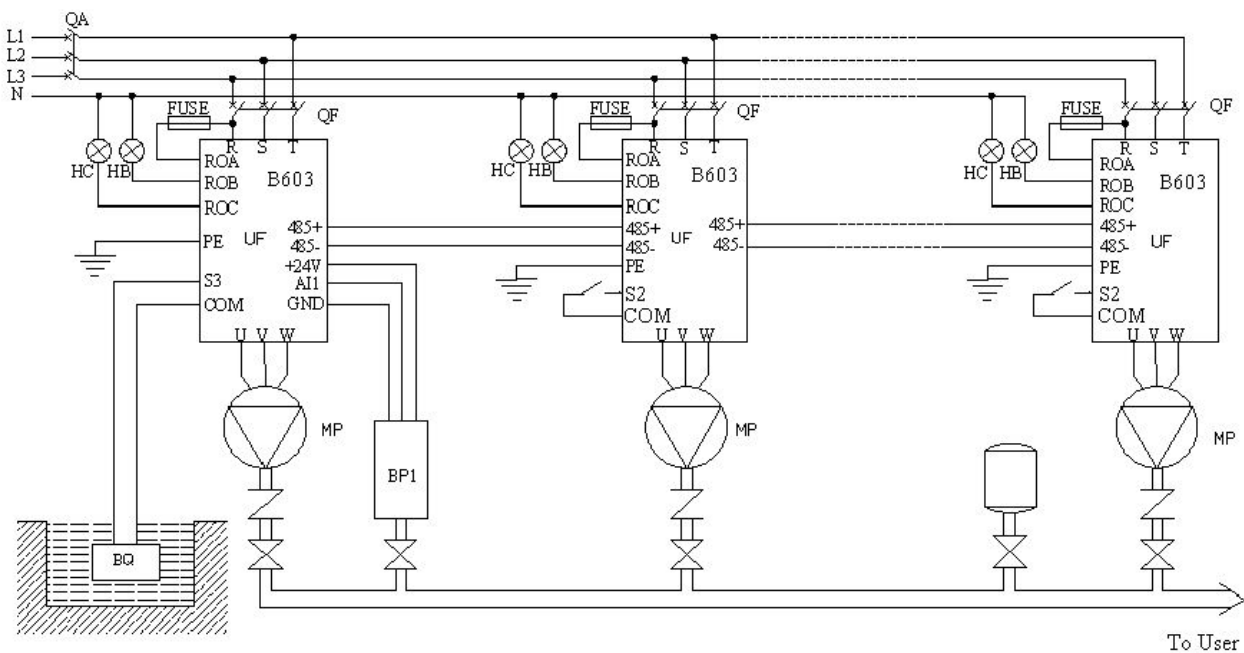 QA
L1
L2
L3
N
FUSE
QF
FUSE
QF
FUSE
QF
HC
HB
R S T
ROA
ROB
B603
ROC
485+
UF
485-
PE
+24V
S3
AI1
COM
GND
U V W
HC
HB
R S T
ROA
ROB
B603
ROC
485+
485+
UF
485-
485-
PE
S2
COM
U V W
HC
HB
R S T
ROA
ROB
B603
ROC
485+
485-
UF
PE
S2
COM
U V W
MP
BP1
MP
MP
BQ
To User